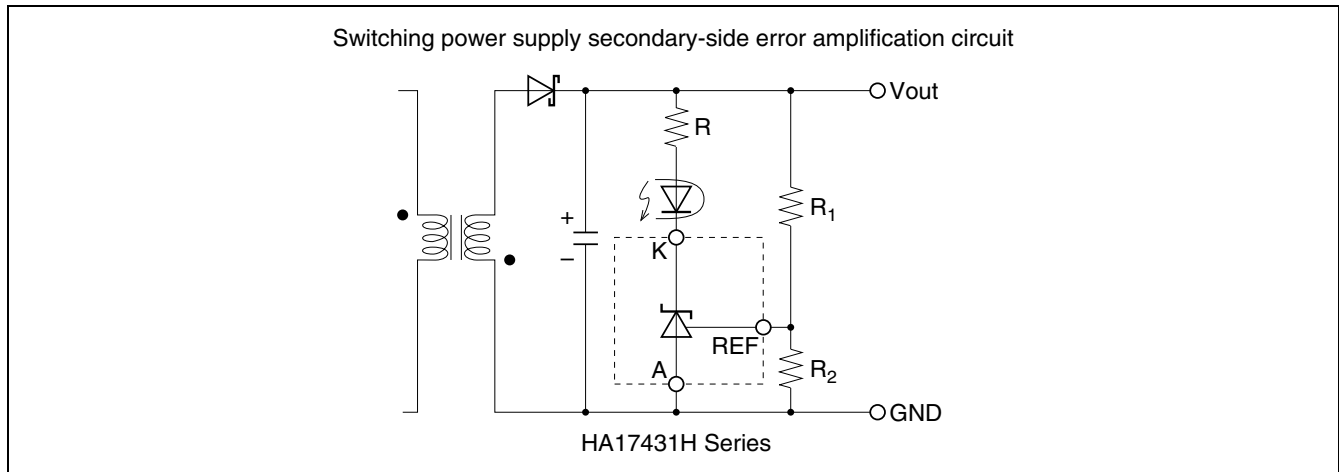 Switching power supply secondary-side error amplification circuit
Vout
R
R1
+
−
K
REF
A
R2
GND
HA17431H Series